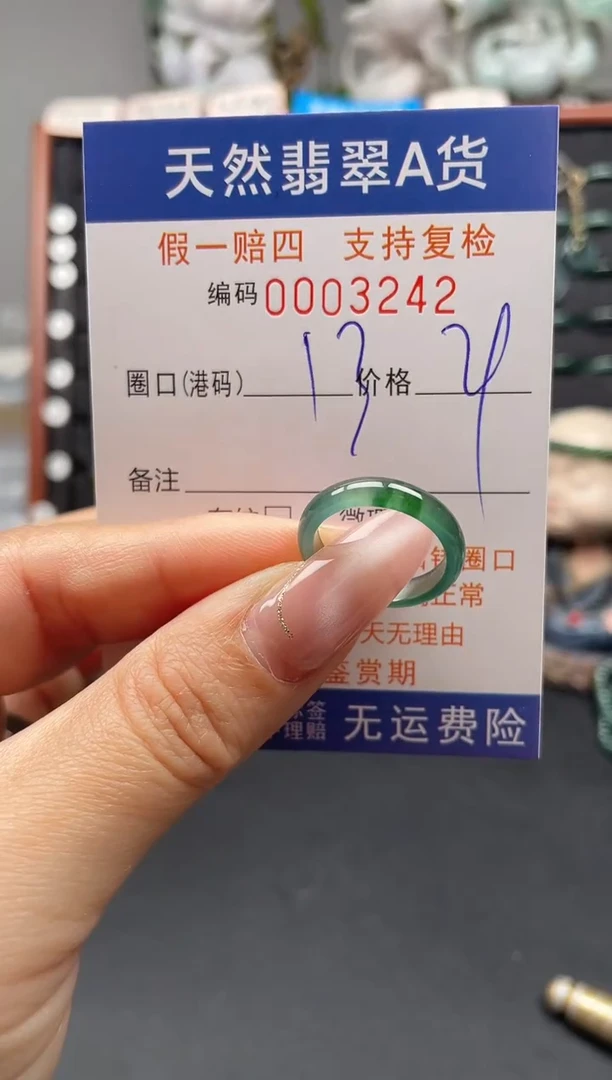 天然翡翠A货
假一赔四 支持复检
编码 0003242
圈口(港码) 13 价格
备注
圈口
正常
天无理由
鉴赏期
理赔
无运费险